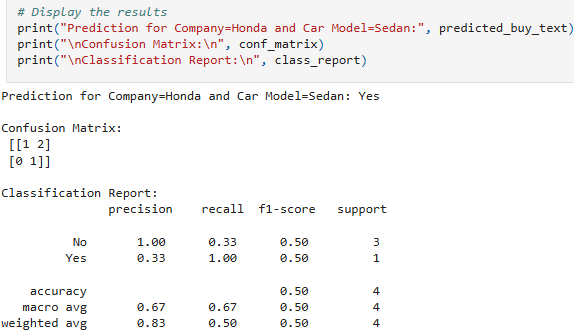 # Display the results
print("Prediction for Company=Honda and Car Model=Sedan:", predicted_buy_text)
print("\nConfusion Matrix:\n", conf_matrix)
print("\nClassification Report:\n", class_report)
Prediction for Company=Honda and Car Model=Sedan: Yes
Confusion Matrix:
[[1 2]
[0 1]]
Classification Report:
precision recall f1-score support
No 1.00 0.33 0.50 3
Yes 0.33 1.00 0.50 1
accuracy 0.50 4
macro avg 0.67 0.67 0.50 4
weighted avg 0.83 0.50 0.50 4